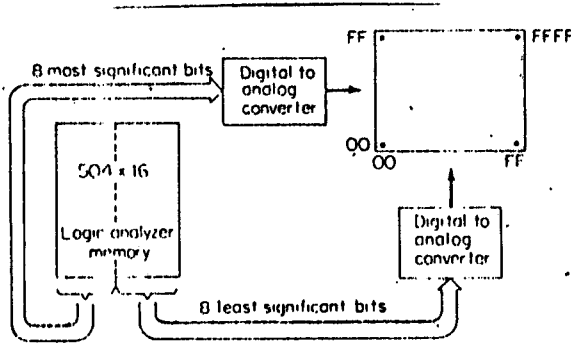 8 most significant bits
Digital to
analog
converter
FF
FFFF
00
00
FF
504 x 16
Logic analyzer
memory
Digital to
analog
converter
8 least significant bits